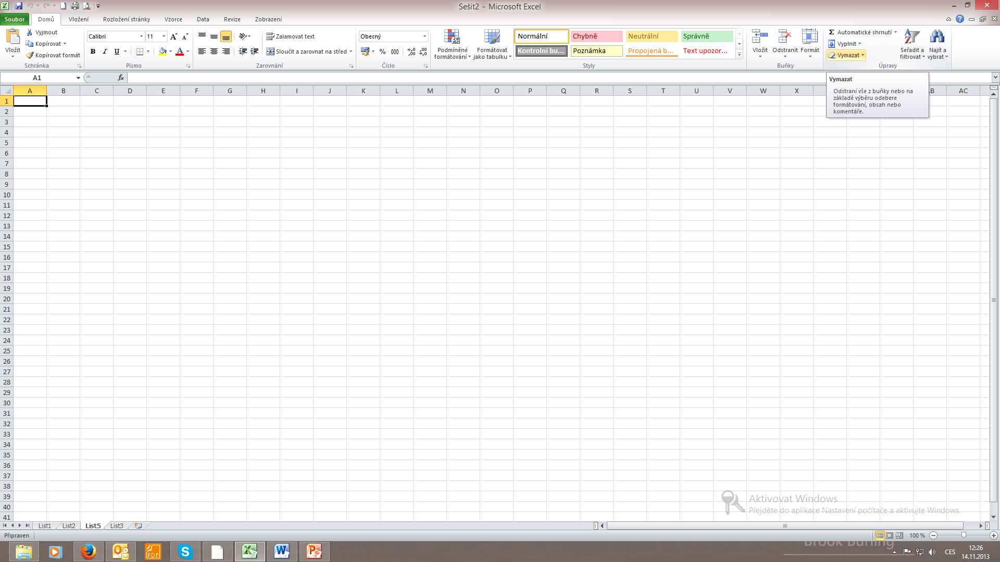 Sešit2 - Microsoft Excel
Soubor Domů Vložení Rozložení stránky Vzorce Data Revize Zobrazení
Vložit
Vyjmout
Kopírovat
Kopírovat formát
Schránka
Calibri 11
B I U A
Písmo
Zalamovat text
Sloučit a zarovnat na střed
Zarovnání
Obecný
% 000
Číslo
Podmíněné
formátování
Formátovat
jako tabulku
Normální Chybně Neutrální Správně
Kontrolní bu... Poznámka Propojená b... Text upozor...
Styly
Vložit Odstranit Formát
Buňky
Σ Automatické shrnutí
Vyplnit
Vymazat
Seřadit a
filtrovat
Najít a
vybrat
Úpravy
A1 fx
Vymazat
Odstraní vše z buňky nebo na
základě výběru odebere
formátování, obsah nebo
komentáře.
A B C D E F G H I J K L M N O P Q R S T U V W X AB AC
1
2
3
4
5
6
7
8
9
10
11
12
13
14
15
16
17
18
19
20
21
22
23
24
25
26
27
28
29
30
31
32
33
34
35
36
37
38
39
40
41
Aktivovat Windows
Přejděte do aplikace Nastavení počítače a aktivujte Windows.
List1 List2 List5 List3
Připraven
100 %
PDF
CES
12:26
14.11.2013